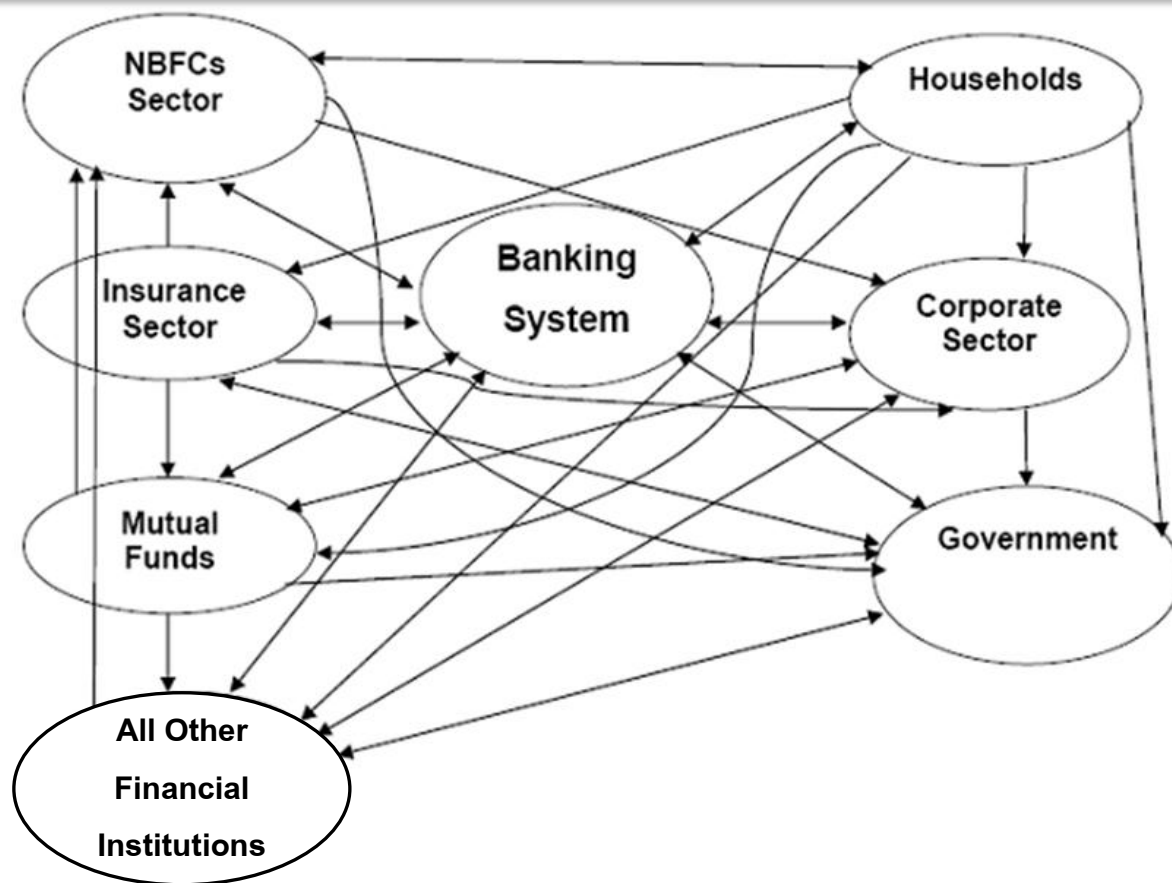 NBFCs
Sector
Households
Banking
System
Insurance
Sector
Corporate
Sector
Mutual
Funds
Government
All Other
Financial
Institutions